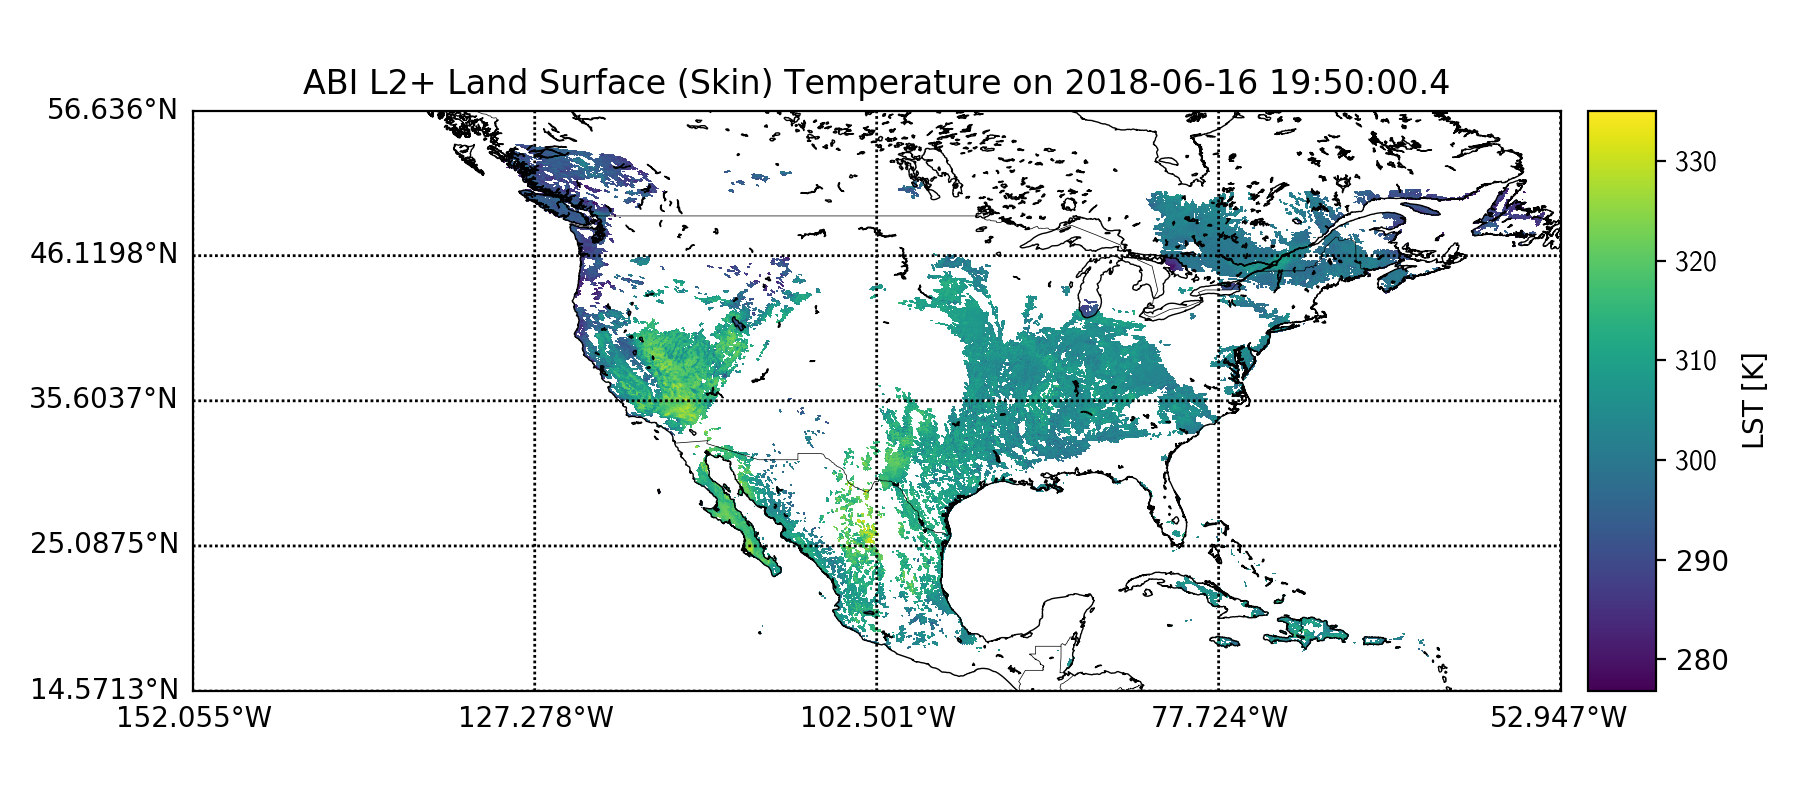 ABI L2+ Land Surface (Skin) Temperature on 2018-06-16 19:50:00.4
56.636°N
46.1198°N
35.6037°N
25.0875°N
14.5713°N
152.055°W
127.278°W
102.501°W
77.724°W
52.947°W
330
320
310
300
290
280
LST [K]